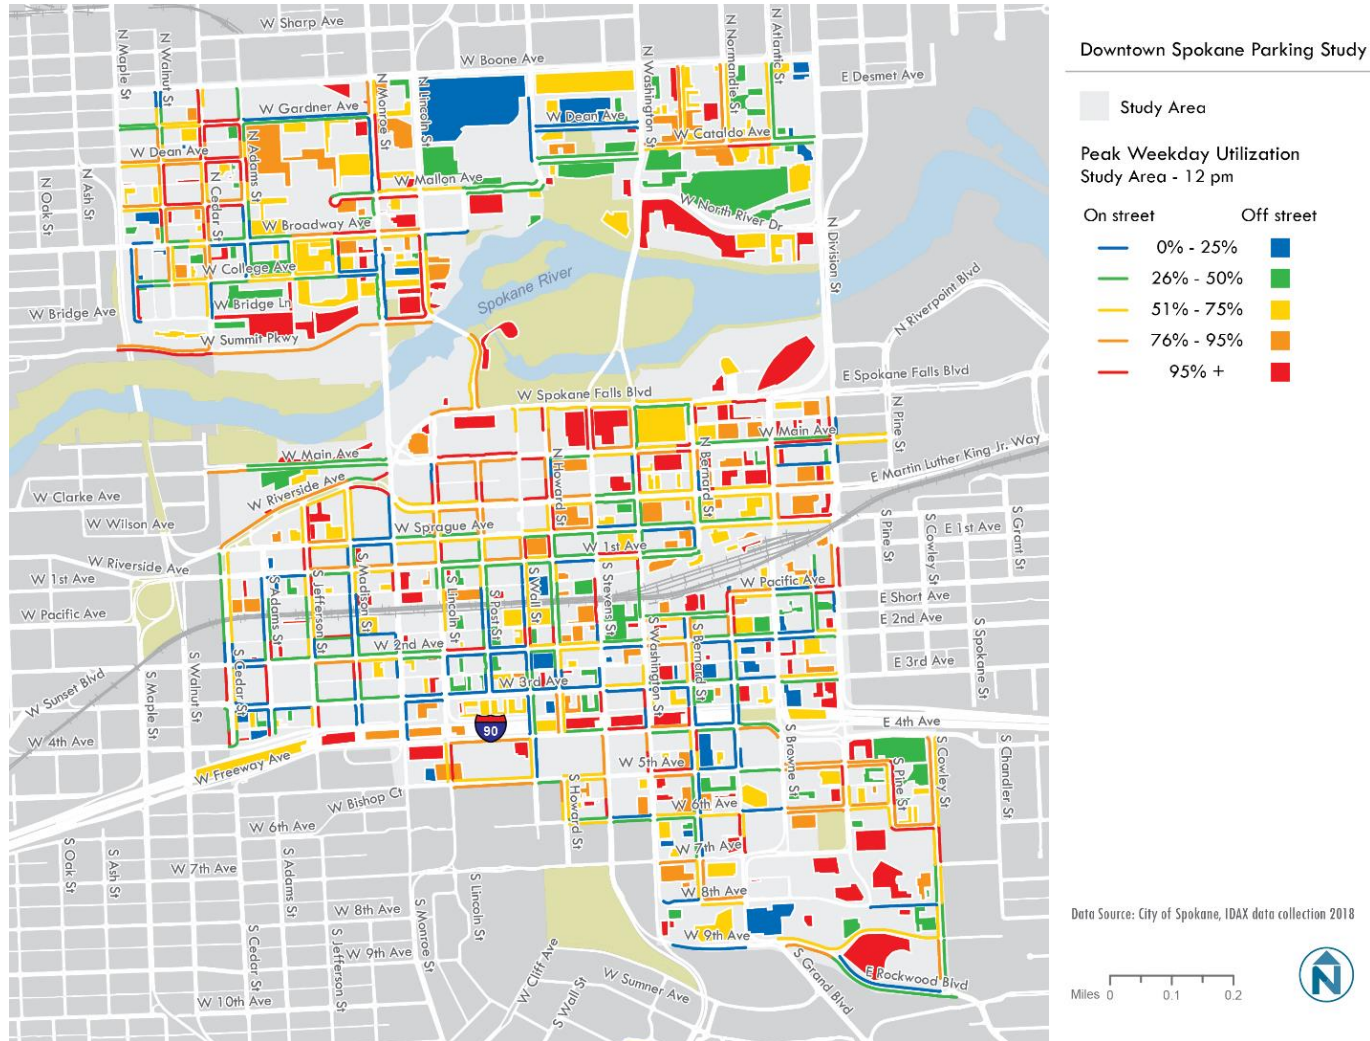 W Sharp Ave
N Maple St
N Walnut St
N Washington St
N Normandie St
N Atlantic St
W Boone Ave
E Desmet Ave
N Monroe St
N Lincoln St
W Gardner Ave
W Dean Ave
W Cataldo Ave
W Dean Ave
N Adams St
N Oak St
N Ash St
N Cedar St
W Mallon Ave
W North River Dr
W Broadway Ave
N Division St
W College Ave
Spokane River
W Bridge Ln
W Bridge Ave
N Riverpoint Blvd
W Summit Pkwy
E Spokane Falls Blvd
W Spokane Falls Blvd
N Pine St
W Main Ave
N Bernard St
N Howard St
W Main Ave
E Martin Luther King Jr. Way
W Riverside Ave
W Clarke Ave
W Wilson Ave
W Sprague Ave
S Pine St
S Cowley St
E 1st Ave
S Grant St
W 1st Ave
W Riverside Ave
W 1st Ave
S Adams St
S Jefferson St
S Madison St
S Lincoln St
S Post St
S Wall St
S Stevens St
W Pacific Ave
W Pacific Ave
E Short Ave
E 2nd Ave
S Washington St
S Bernard St
S Spokane St
W 2nd Ave
S Walnut St
S Cedar St
E 3rd Ave
W 3rd Ave
W Sunset Blvd
S Maple St
90
E 4th Ave
W 4th Ave
S Browne St
W 5th Ave
W Freeway Ave
S Howard St
S Pine St
S Cowley St
S Chandler St
W Bishop Ct
W 6th Ave
W 6th Ave
S Oak St
S Ash St
W 7th Ave
S Adams St
W 7th Ave
S Lincoln St
W 8th Ave
W 8th Ave
S Monroe St
S Cedar St
S Jefferson St
W 9th Ave
W 9th Ave
W Cliff Ave
S Wall St
W Sumner Ave
S Grand Blvd
E Rockwood Blvd
W 10th Ave
Downtown Spokane Parking Study
Study Area
Peak Weekday Utilization
Study Area - 12 pm
On street Off street
0% - 25%
26% - 50%
51% - 75%
76% - 95%
95% +
Data Source: City of Spokane, IDAX data collection 2018
Miles 0 0.1 0.2
N